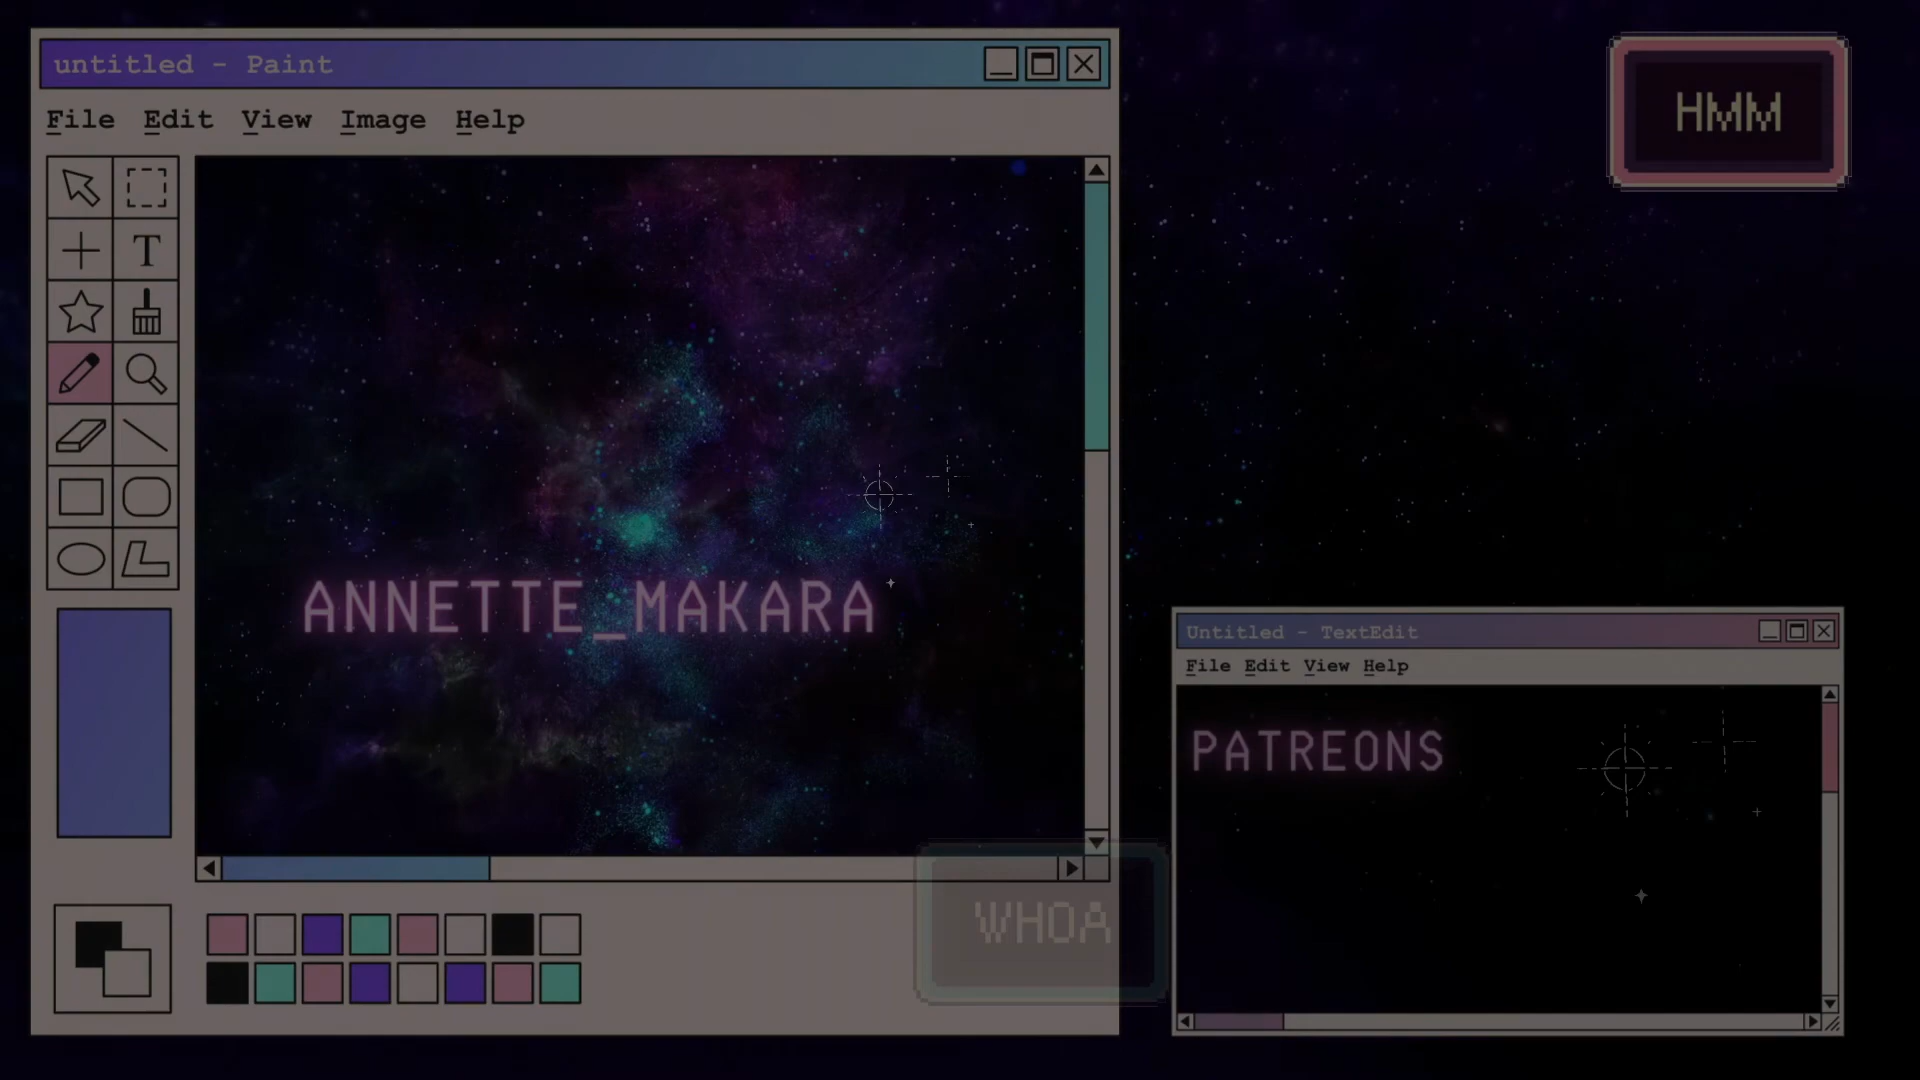 untitled - Paint
File Edit View Image Help
T
ANNETTE_MAKARA
HMM
Untitled - TextEdit
File Edit View Help
PATREONS
WHOA